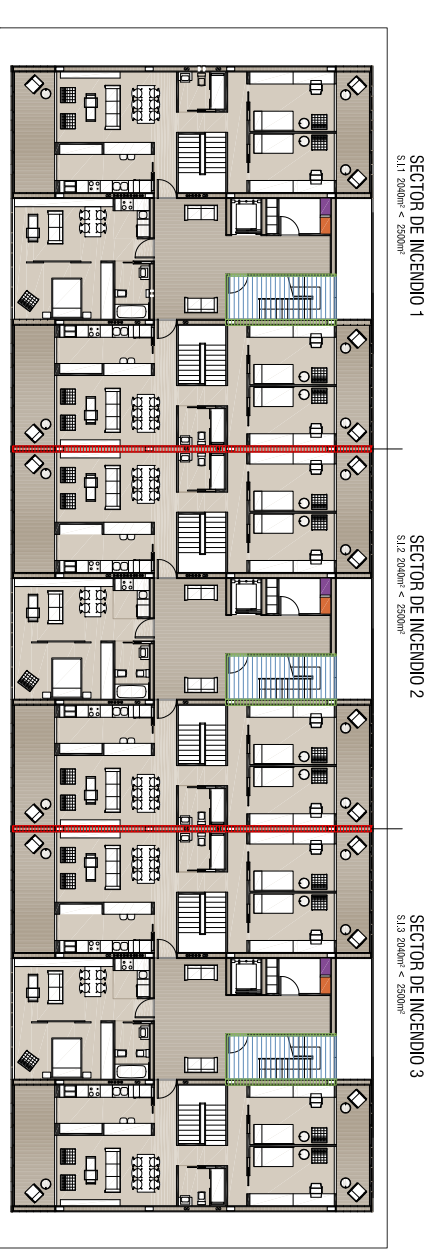 SECTOR DE INCENDIO 1
S.I.1 2040m² < 2500m²
SECTOR DE INCENDIO 2
S.I.2 2040m² < 2500m²
SECTOR DE INCENDIO 3
S.I.3 2040m² < 2500m²